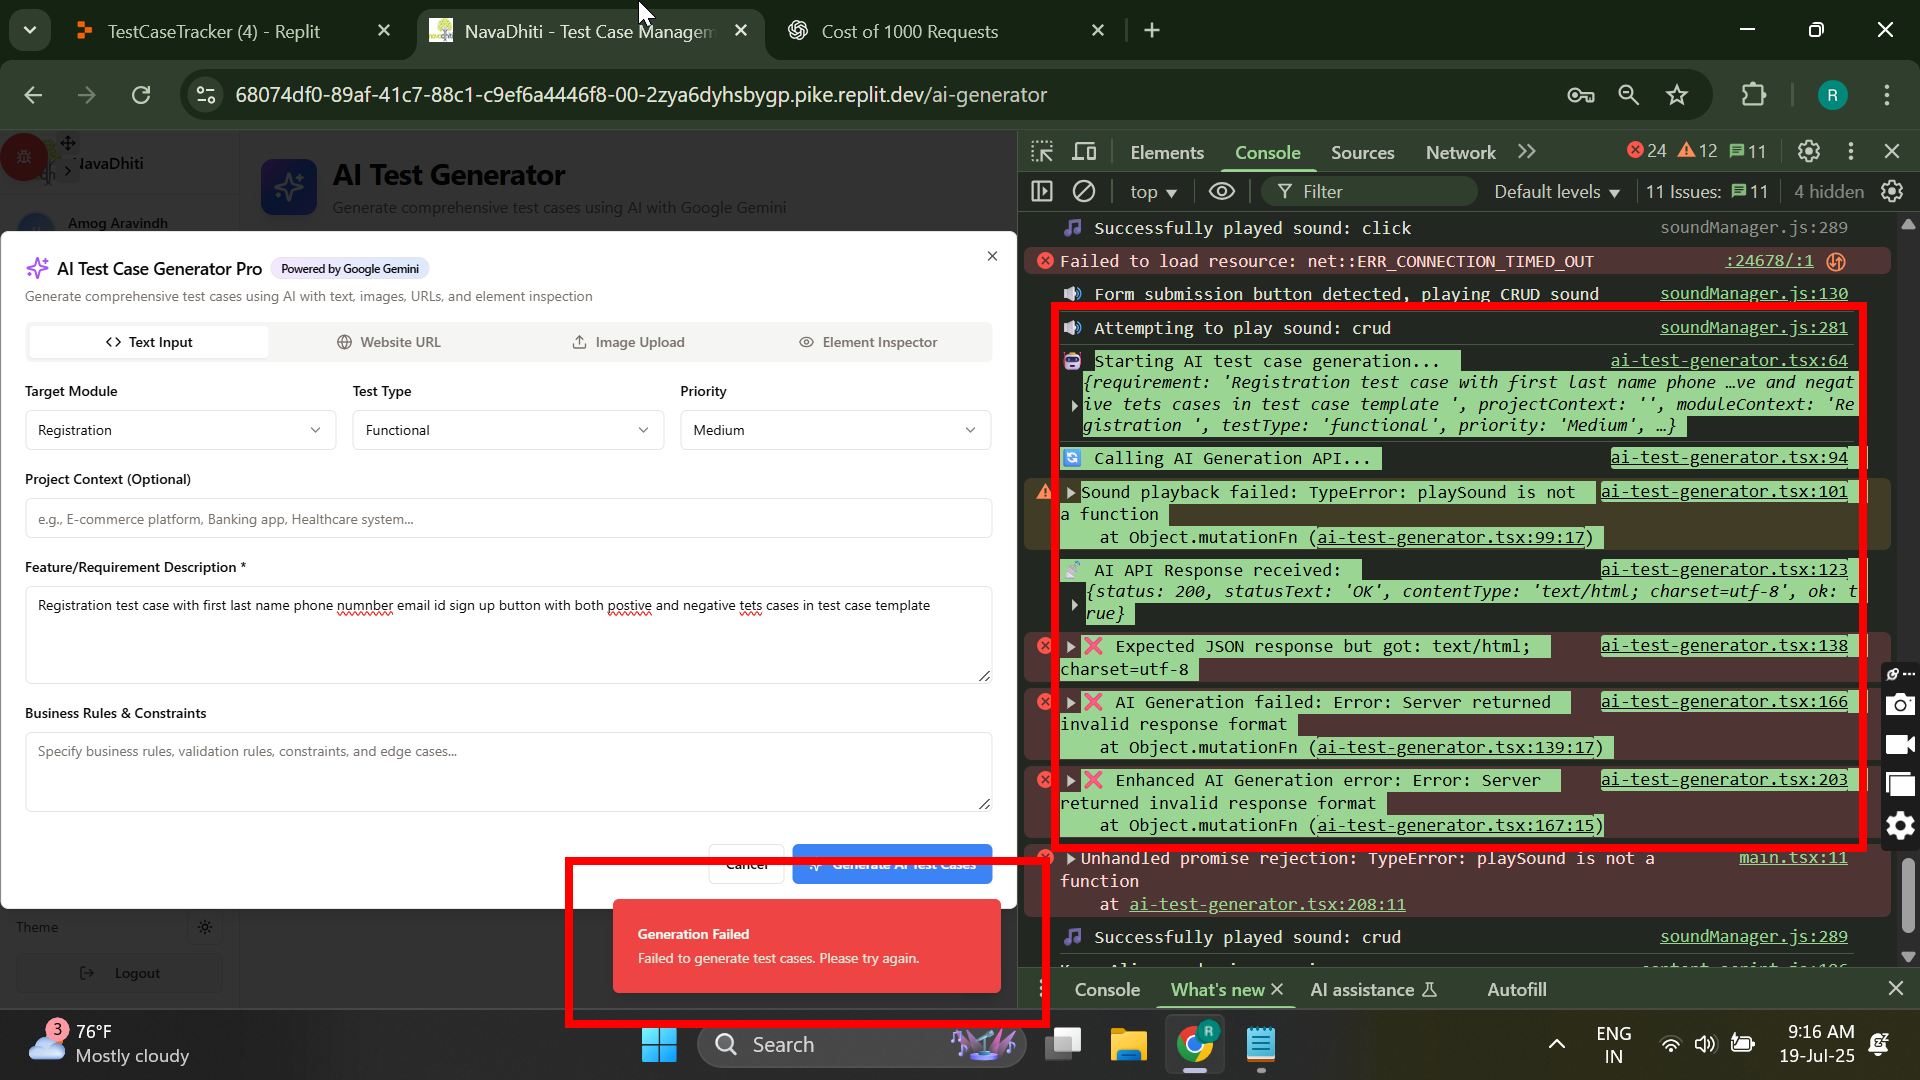 TestCaseTracker (4) - Replit
NavaDhiti - Test Case Managem
Cost of 1000 Requests
68074df0-89af-41c7-88c1-c9ef6a4446f8-00-2zya6dyhsbygp.pike.replit.dev/ai-generator
R
NavaDhiti
Amog Aravindh
AI Test Generator
Generate comprehensive test cases using AI with Google Gemini
AI Test Case Generator Pro
Powered by Google Gemini
Generate comprehensive test cases using AI with text, images, URLs, and element inspection
<> Text Input
Website URL
Image Upload
Element Inspector
Target Module
Test Type
Priority
Registration
Functional
Medium
Project Context (Optional)
e.g., E-commerce platform, Banking app, Healthcare system...
Feature/Requirement Description *
Registration test case with first last name phone numnber email id sign up button with both postive and negative tets cases in test case template
Business Rules & Constraints
Specify business rules, validation rules, constraints, and edge cases...
Cancel
Generate AI Test Cases
Generation Failed
Failed to generate test cases. Please try again.
Theme
Logout
Elements
Console
Sources
Network
24
12
11
top
Filter
Default levels
11 Issues:
11
4 hidden
Successfully played sound: click soundManager.js:289
Failed to load resource: net::ERR_CONNECTION_TIMED_OUT :24678/:1
Form submission button detected, playing CRUD sound soundManager.js:130
Attempting to play sound: crud soundManager.js:281
Starting AI test case generation... ai-test-generator.tsx:64
{requirement: 'Registration test case with first last name phone …ve and negat
ive tets cases in test case template ', projectContext: '', moduleContext: 'Re
gistration ', testType: 'functional', priority: 'Medium', …}
Calling AI Generation API... ai-test-generator.tsx:94
Sound playback failed: TypeError: playSound is not ai-test-generator.tsx:101
a function
at Object.mutationFn (ai-test-generator.tsx:99:17)
AI API Response received: ai-test-generator.tsx:123
{status: 200, statusText: 'OK', contentType: 'text/html; charset=utf-8', ok: t
rue}
Expected JSON response but got: text/html; ai-test-generator.tsx:138
charset=utf-8
AI Generation failed: Error: Server returned ai-test-generator.tsx:166
invalid response format
at Object.mutationFn (ai-test-generator.tsx:139:17)
Enhanced AI Generation error: Error: Server ai-test-generator.tsx:203
returned invalid response format
at Object.mutationFn (ai-test-generator.tsx:167:15)
Unhandled promise rejection: TypeError: playSound is not a main.tsx:11
function
at ai-test-generator.tsx:208:11
Successfully played sound: crud soundManager.js:289
Console
What's new
AI assistance
Autofill
3
76°F
Mostly cloudy
Search
R
ENG
IN
9:16 AM
19-Jul-25